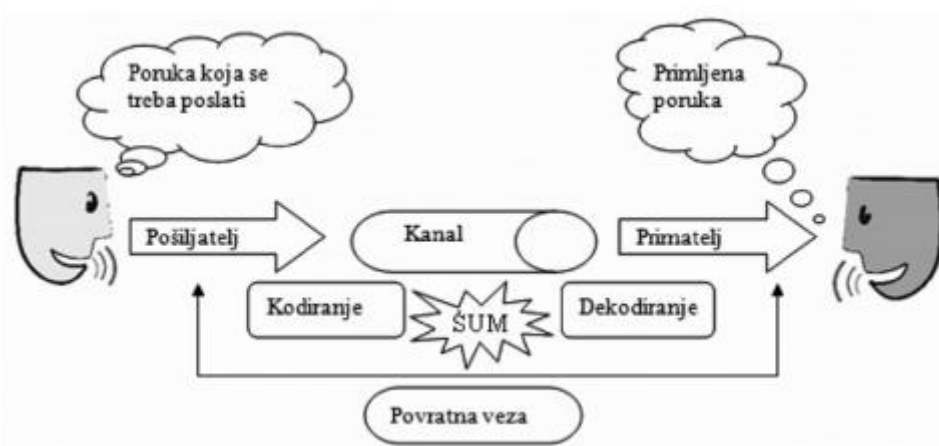 Poruka koja se
treba poslati
Primljena
poruka
Pošiljatelj
Kanal
Primatelj
Kodiranje
ŠUM
Dekodiranje
Povratna veza